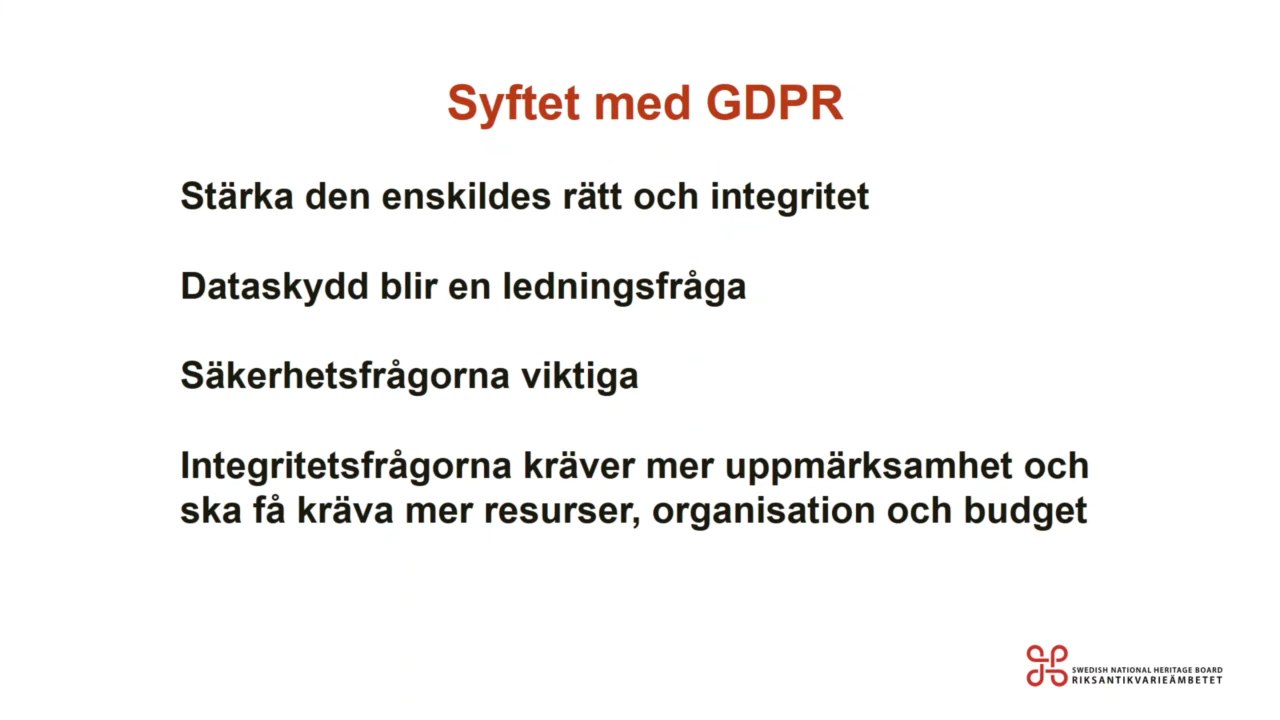 Syftet med GDPR
Stärka den enskildes rätt och integritet
Dataskydd blir en ledningsfråga
Säkerhetsfrågorna viktiga
Integritetsfrågorna kräver mer uppmärksamhet och
ska få kräva mer resurser, organisation och budget
SWEDISH NATIONAL HERITAGE BOARD
RIKSANTIKVARIEÄMBETET